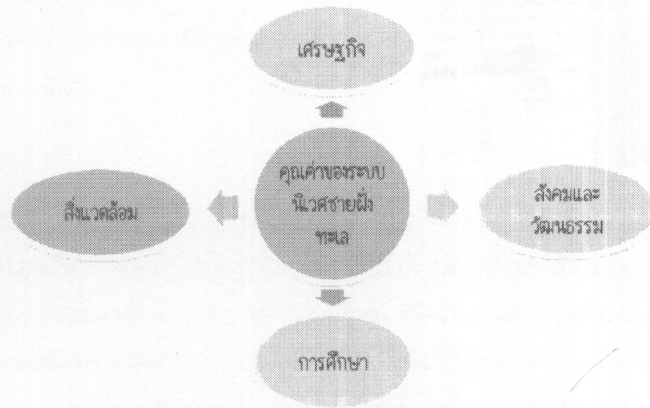 เศรษฐกิจ
คุณค่าของระบบ
นิเวศชายฝั่ง
ทะเล
สิ่งแวดล้อม
สังคมและ
วัฒนธรรม
การศึกษา